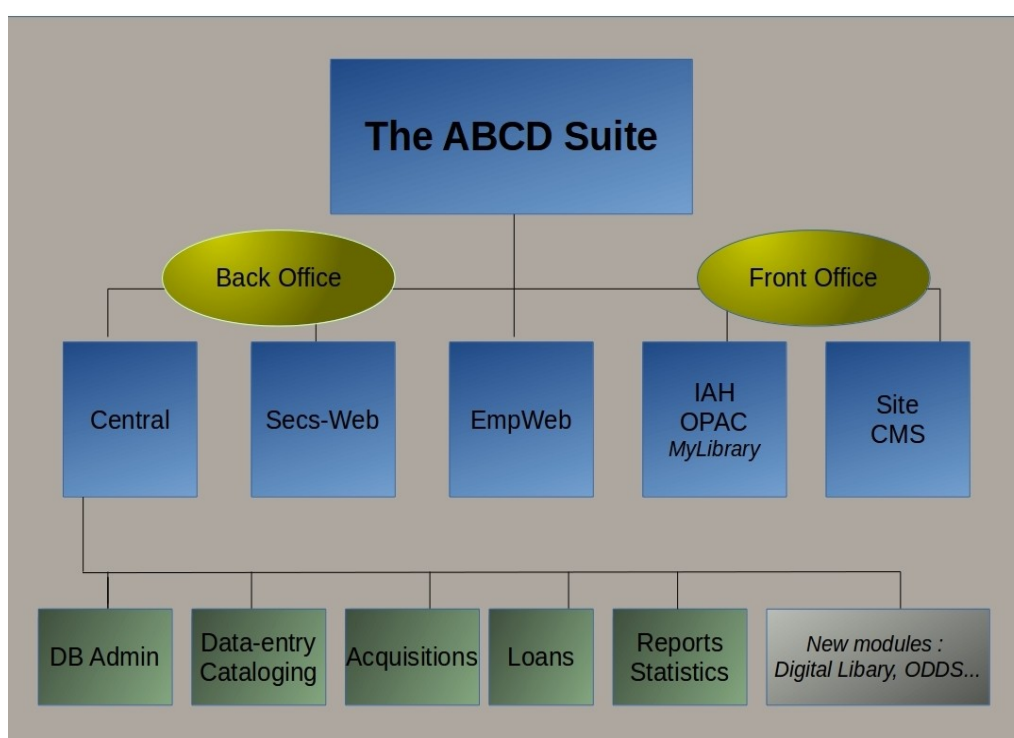 The ABCD Suite
Back Office
Front Office
Central
Secs-Web
EmpWeb
IAH
OPAC
MyLibrary
Site
CMS
DB Admin
Data-entry
Cataloging
Acquisitions
Loans
Reports
Statistics
New modules :
Digital Libary, ODDS...